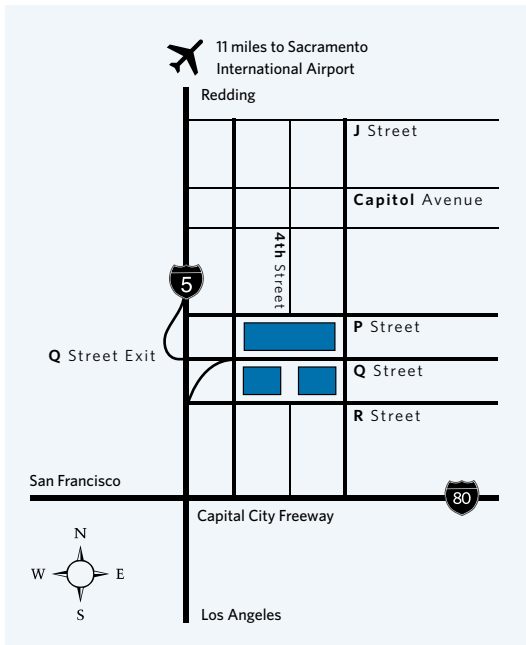 11 miles to Sacramento
International Airport
Redding
J Street
Capitol Avenue
4th Street
5
P Street
Q Street Exit
Q Street
R Street
San Francisco
80
Capital City Freeway
N
W E
S
Los Angeles